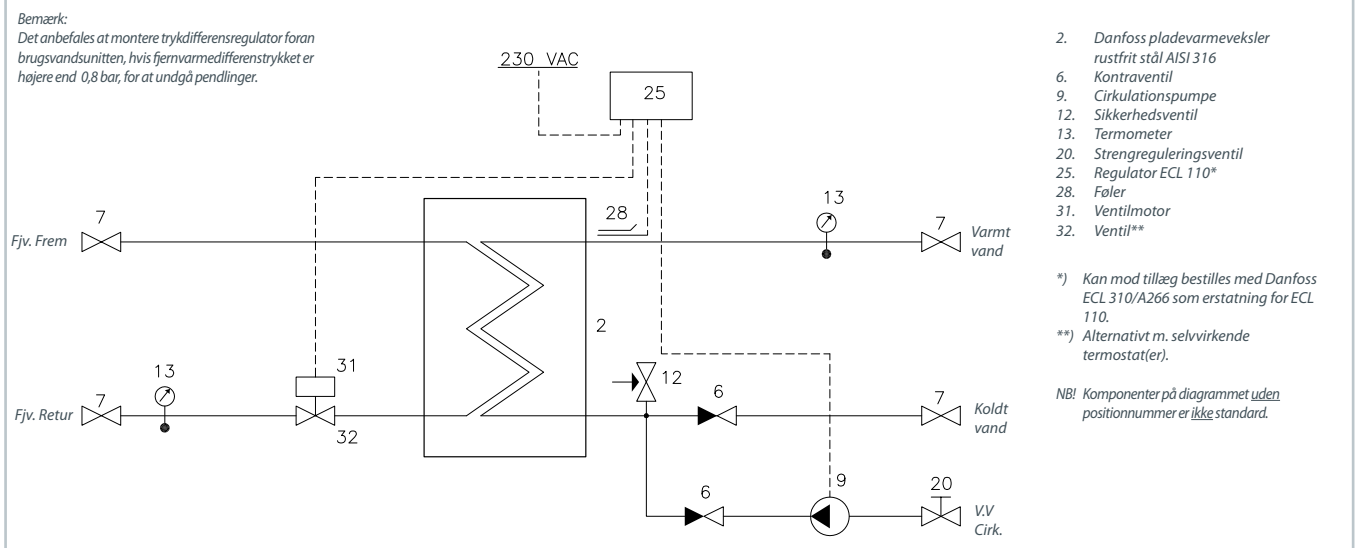 Bemærk:
Det anbefales at montere trykdifferensregulator foran
brugsvandsunitten, hvis fjernvarmedifferenstrykket er
højere end 0,8 bar, for at undgå pendlinger.
230 VAC
25
7
Fjv. Frem
28
13
7
Varmt
vand
2
13
7
Fjv. Retur
31
32
12
6
7
Koldt
vand
6
9
20
V.V
Cirk.
2. Danfoss pladevarmeveksler
rustfrit stål AISI 316
6. Kontraventil
9. Cirkulationspumpe
12. Sikkerhedsventil
13. Termometer
20. Strengreguleringsventil
25. Regulator ECL 110*
28. Føler
31. Ventilmotor
32. Ventil**
*) Kan mod tillæg bestilles med Danfoss
ECL 310/A266 som erstatning for ECL
110.
**) Alternativt m. selvvirkende
termostat(er).
NB! Komponenter på diagrammet uden
positionnummer er ikke standard.